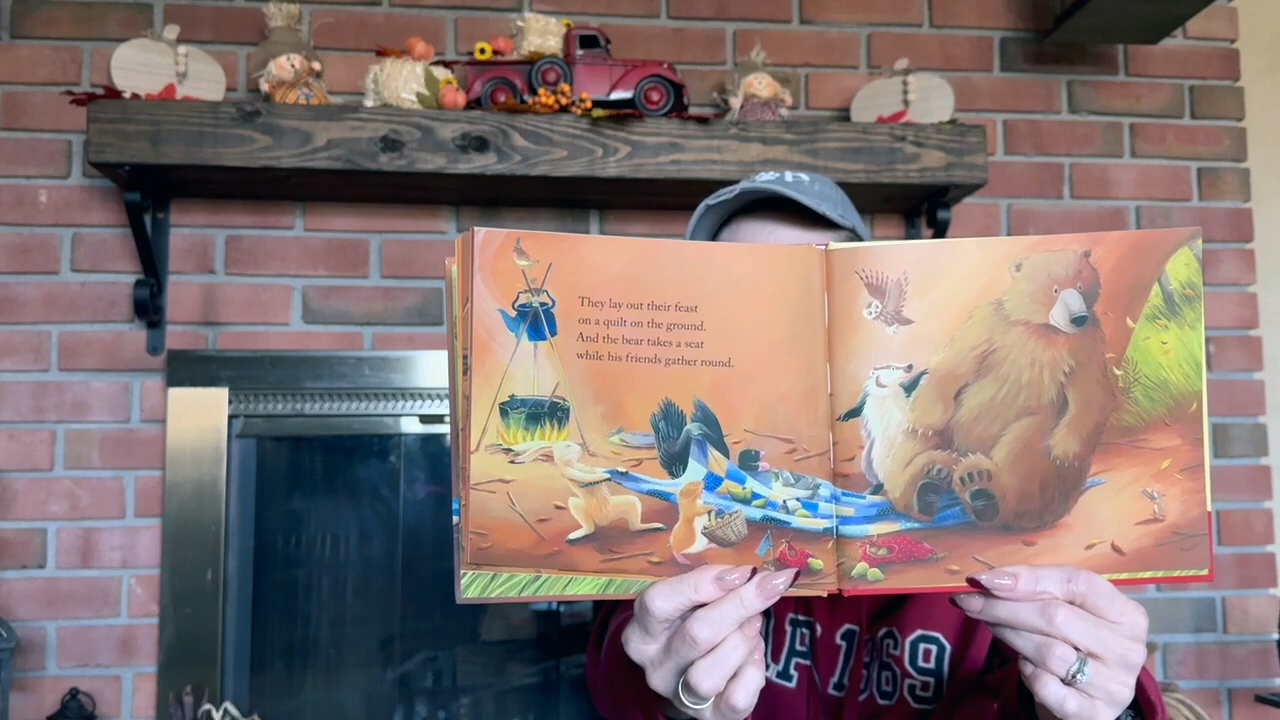 They lay out their feast
on a quilt on the ground.
And the bear takes a seat
while his friends gather round.
1969